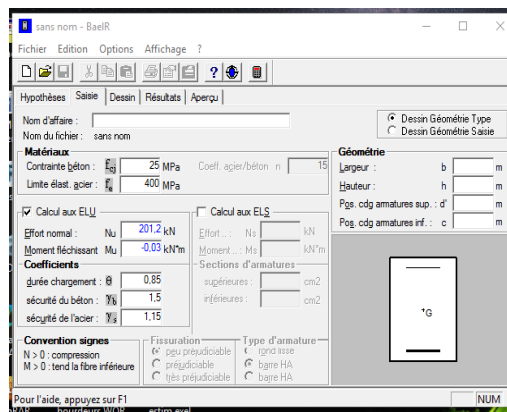 sans nom - BaelR
Fichier Edition Options Affichage ?
Hypothèses Saisie Dessin Résultats Aperçu
Nom d'affaire :
Nom du fichier : sans nom
Dessin Géométrie Type
Dessin Géométrie Saisie
Matériaux
Contrainte béton : fcj 25 MPa Coeff. acier/béton n 15
Limite élast. acier : fe 400 MPa
Géométrie
Largeur : b m
Hauteur : h m
Pos. cdg armatures sup. : d' m
Pos. cdg armatures inf. : c m
Calcul aux ELU
Effort normal : Nu 201,2 kN
Moment fléchissant Mu -0,03 kN*m
Calcul aux ELS
Effort... : Ns kN
Moment... : Ms kN*m
Coefficients
durée chargement : θ 0,85
sécurité du béton : γb 1,5
sécurité de l'acier : γs 1,15
Sections d'armatures
supérieures : cm2
inférieures : cm2
+G
Convention signes
N > 0 : compression
M > 0 : tend la fibre inférieure
Fissuration
peu préjudiciable
préjudiciable
très préjudiciable
Type d'armature
rond lisse
barre HA
barre HA
Pour l'aide, appuyez sur F1 NUM